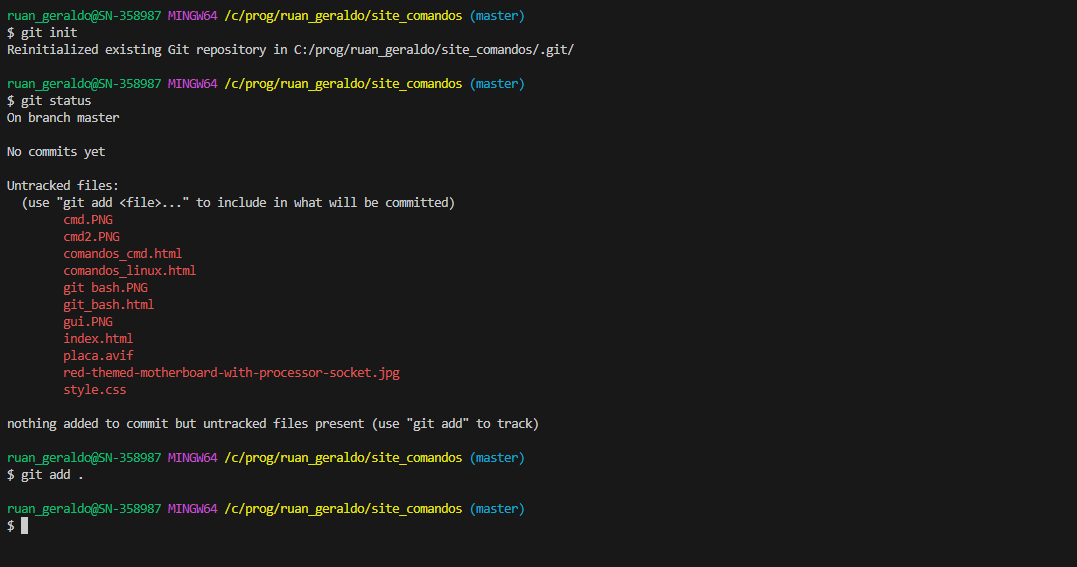 ruan_geraldo@SN-358987 MINGW64 /c/prog/ruan_geraldo/site_comandos (master)
$ git init
Reinitialized existing Git repository in C:/prog/ruan_geraldo/site_comandos/.git/
ruan_geraldo@SN-358987 MINGW64 /c/prog/ruan_geraldo/site_comandos (master)
$ git status
On branch master
No commits yet
Untracked files:
(use "git add <file>..." to include in what will be committed)
cmd.PNG
cmd2.PNG
comandos_cmd.html
comandos_linux.html
git bash.PNG
git_bash.html
gui.PNG
index.html
placa.avif
red-themed-motherboard-with-processor-socket.jpg
style.css
nothing added to commit but untracked files present (use "git add" to track)
ruan_geraldo@SN-358987 MINGW64 /c/prog/ruan_geraldo/site_comandos (master)
$ git add .
ruan_geraldo@SN-358987 MINGW64 /c/prog/ruan_geraldo/site_comandos (master)
$